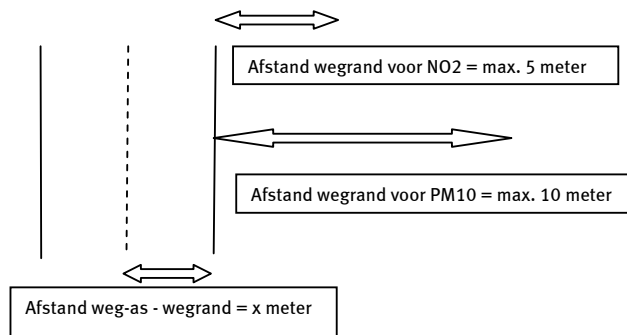 Afstand wegrand voor NO2 = max. 5 meter
Afstand wegrand voor PM10 = max. 10 meter
Afstand weg-as - wegrand = x meter